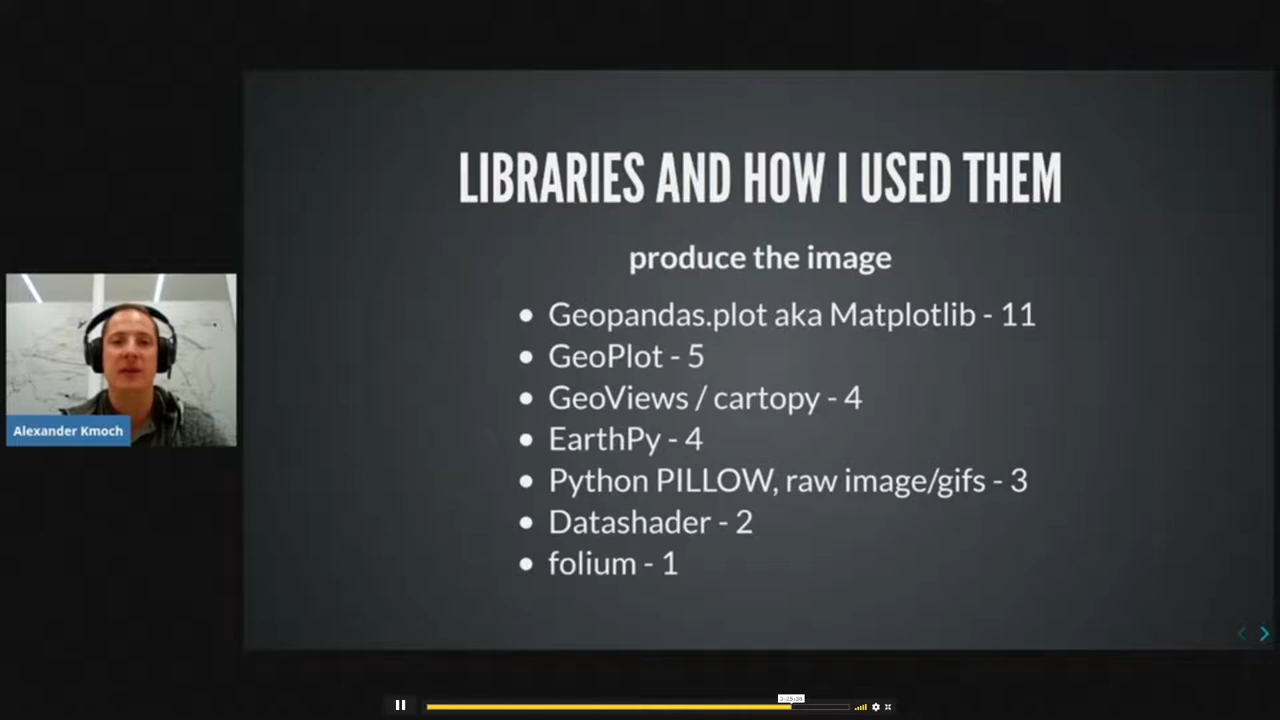 LIBRARIES AND HOW I USED THEM
produce the image
Geopandas.plot aka Matplotlib - 11
GeoPlot - 5
GeoViews / cartopy - 4
EarthPy - 4
Python PILLOW, raw image/gifs - 3
Datashader - 2
folium - 1
Alexander Kmoch